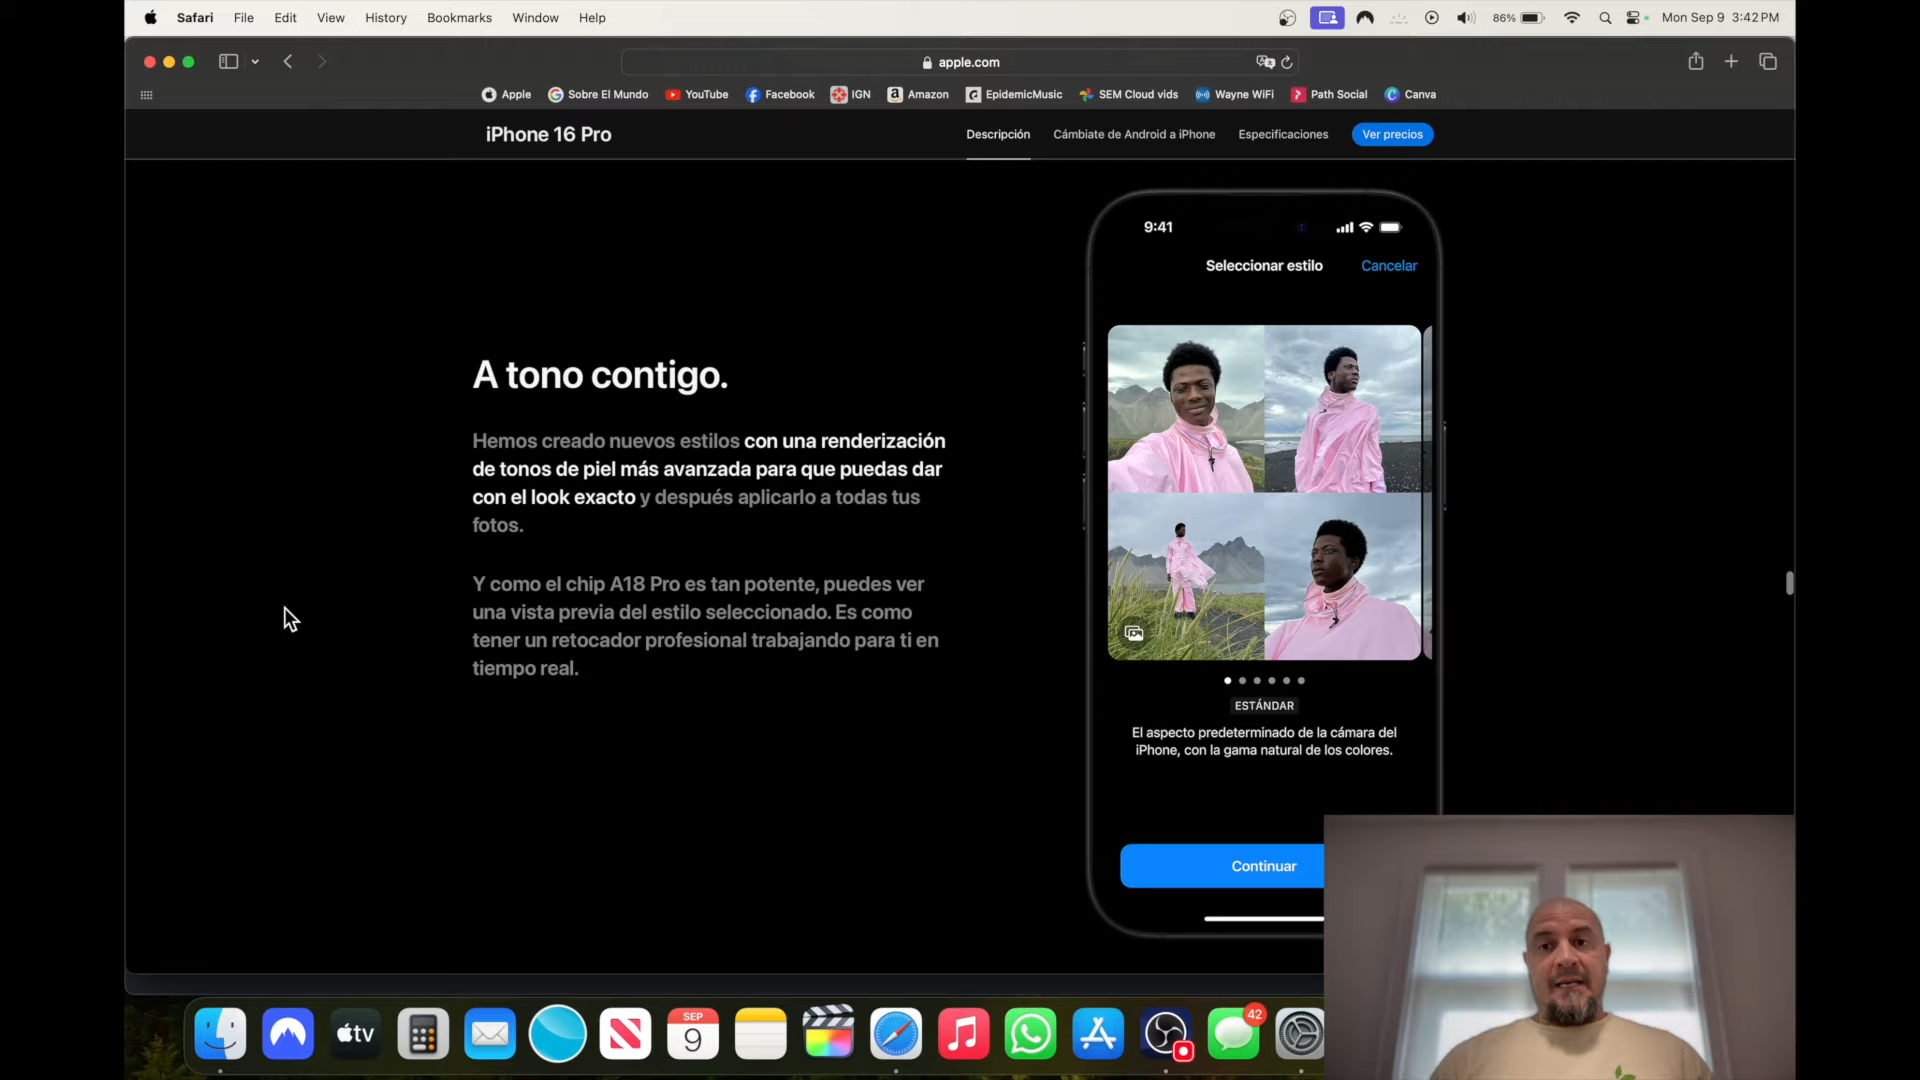 Safari File Edit View History Bookmarks Window Help
86% Mon Sep 9 3:42 PM
apple.com
Apple Sobre El Mundo YouTube Facebook IGN Amazon EpidemicMusic SEM Cloud vids Wayne WiFi Path Social Canva
iPhone 16 Pro Descripción Cámbiate de Android a iPhone Especificaciones Ver precios
A tono contigo.
Hemos creado nuevos estilos con una renderización
de tonos de piel más avanzada para que puedas dar
con el look exacto y después aplicarlo a todas tus
fotos.
Y como el chip A18 Pro es tan potente, puedes ver
una vista previa del estilo seleccionado. Es como
tener un retocador profesional trabajando para ti en
tiempo real.
9:41
Seleccionar estilo Cancelar
ESTÁNDAR
El aspecto predeterminado de la cámara del
iPhone, con la gama natural de los colores.
Continuar
tv
SEP
9
42